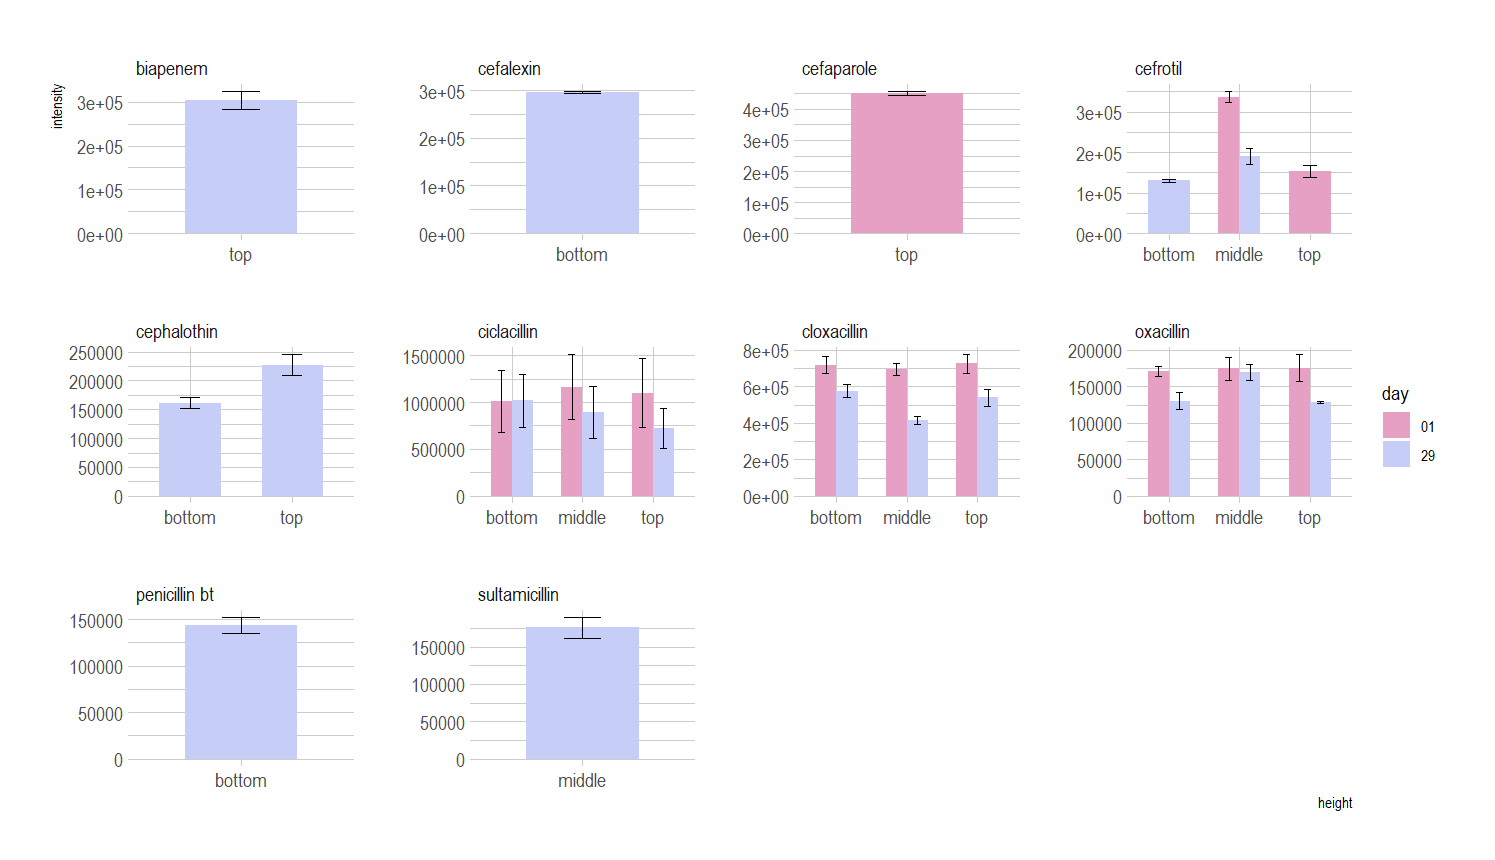 biapenem
intensity
3e+05
2e+05
1e+05
0e+00
top
cefalexin
3e+05
2e+05
1e+05
0e+00
bottom
cefaparole
4e+05
3e+05
2e+05
1e+05
0e+00
top
cefrotil
3e+05
2e+05
1e+05
0e+00
bottom middle top
cephalothin
250000
200000
150000
100000
50000
0
bottom top
ciclacillin
1500000
1000000
500000
0
bottom middle top
cloxacillin
8e+05
6e+05
4e+05
2e+05
0e+00
bottom middle top
oxacillin
200000
150000
100000
50000
0
bottom middle top
day
01
29
penicillin bt
150000
100000
50000
0
bottom
sultamicillin
150000
100000
50000
0
middle
height